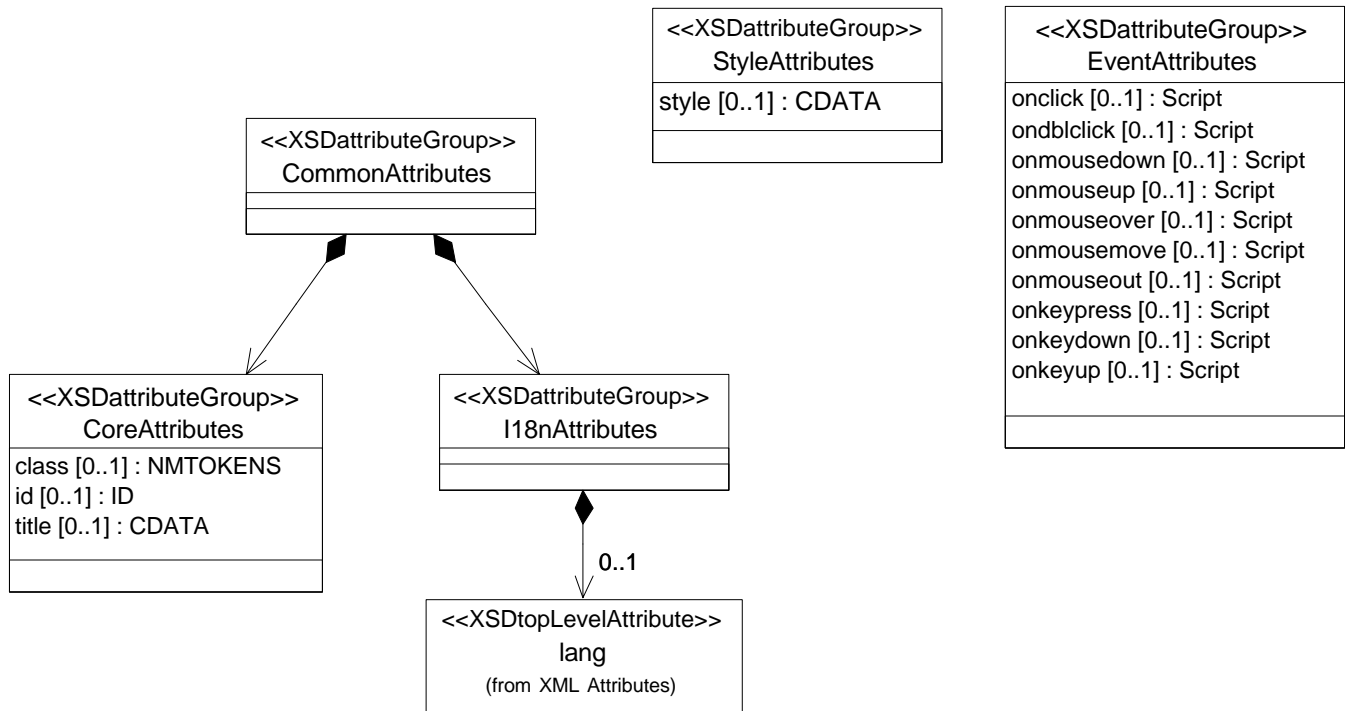 <<XSDattributeGroup>>
StyleAttributes
style [0..1] : CDATA
<<XSDattributeGroup>>
EventAttributes
onclick [0..1] : Script
ondblclick [0..1] : Script
onmousedown [0..1] : Script
onmouseup [0..1] : Script
onmouseover [0..1] : Script
onmousemove [0..1] : Script
onmouseout [0..1] : Script
onkeypress [0..1] : Script
onkeydown [0..1] : Script
onkeyup [0..1] : Script
<<XSDattributeGroup>>
CommonAttributes
<<XSDattributeGroup>>
CoreAttributes
class [0..1] : NMTOKENS
id [0..1] : ID
title [0..1] : CDATA
<<XSDattributeGroup>>
I18nAttributes
0..1
<<XSDtopLevelAttribute>>
lang
(from XML Attributes)